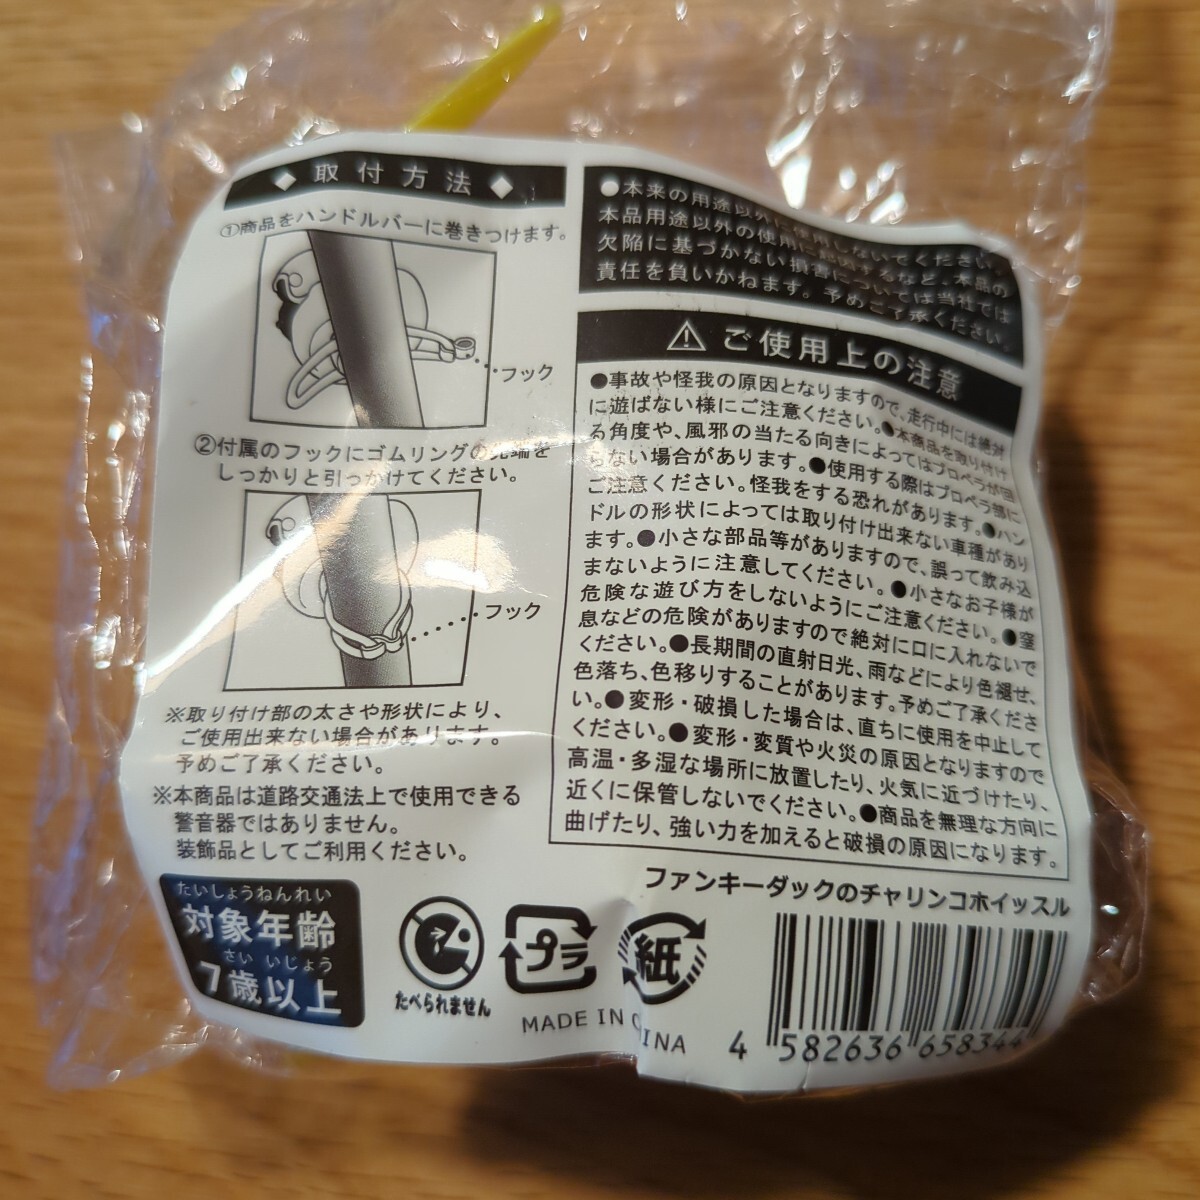 ◆ 取付方法 ◆
①商品をハンドルバーに巻きつけます。
フック
②付属のフックにゴムリングの先端を
しっかりと引っかけてください。
フック
※取り付け部の太さや形状により、
ご使用出来ない場合があります。
予めご了承ください。
※本商品は道路交通法上で使用できる
警音器ではありません。
装飾品としてご利用ください。
たいしょうねんれい
対象年齢
さい いじょう
7歳以上
たべられません
プラ
紙
MADE IN C
INA
●本来の用途以外に使用しないでください。
本品用途以外の使用に起因するなど、本品の
欠陥に基づかない損害については当社では
責任を負いかねます。予めご了承ください。
⚠ご使用上の注意
●事故や怪我の原因となりますので、走行中には絶対
に遊ばない様にご注意ください。●本商品を取り付け
る角度や、風邪の当たる向きによってはプロペラが回
らない場合があります。●使用する際はプロペラ部に
ご注意ください。怪我をする恐れがあります。●ハン
ドルの形状によっては取り付け出来ない車種があり
ます。●小さな部品等がありますので、誤って飲み込
まないように注意してください。●小さなお子様が
危険な遊び方をしないようにご注意ください。●窒
息などの危険がありますので絶対に口に入れないで
ください。●長期間の直射日光、雨などにより色褪せ、
色落ち、色移りすることがあります。予めご了承くださ
い。●変形・破損した場合は、直ちに使用を中止して
ください。●変形・変質や火災の原因となりますので
高温・多湿な場所に放置したり、火気に近づけたり、
近くに保管しないでください。●商品を無理な方向に
曲げたり、強い力を加えると破損の原因になります。
ファンキーダックのチャリンコホイッスル
4 582636 658344